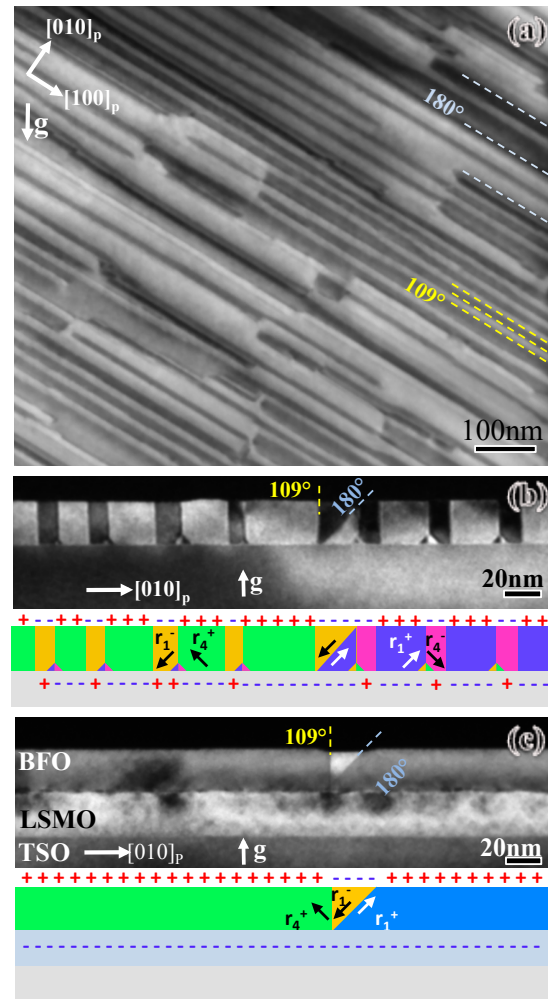 (a)
[010]p
[100]p
g
180°
109°
100nm
(b)
109°
180°
[010]p
g
20nm
+ -- ++ -- +++ -- ++++ -- ++++ ----- +++ -- ++
r1- r4+ r1+ r4-
+ - + - - + + - - + - - - - - + - - + - - + - -
(c)
109°
BFO
180°
LSMO
TSO
[010]P
g
20nm
+++++++++++++++++++++ ---- +++++++++++
r4+ r1- r1+